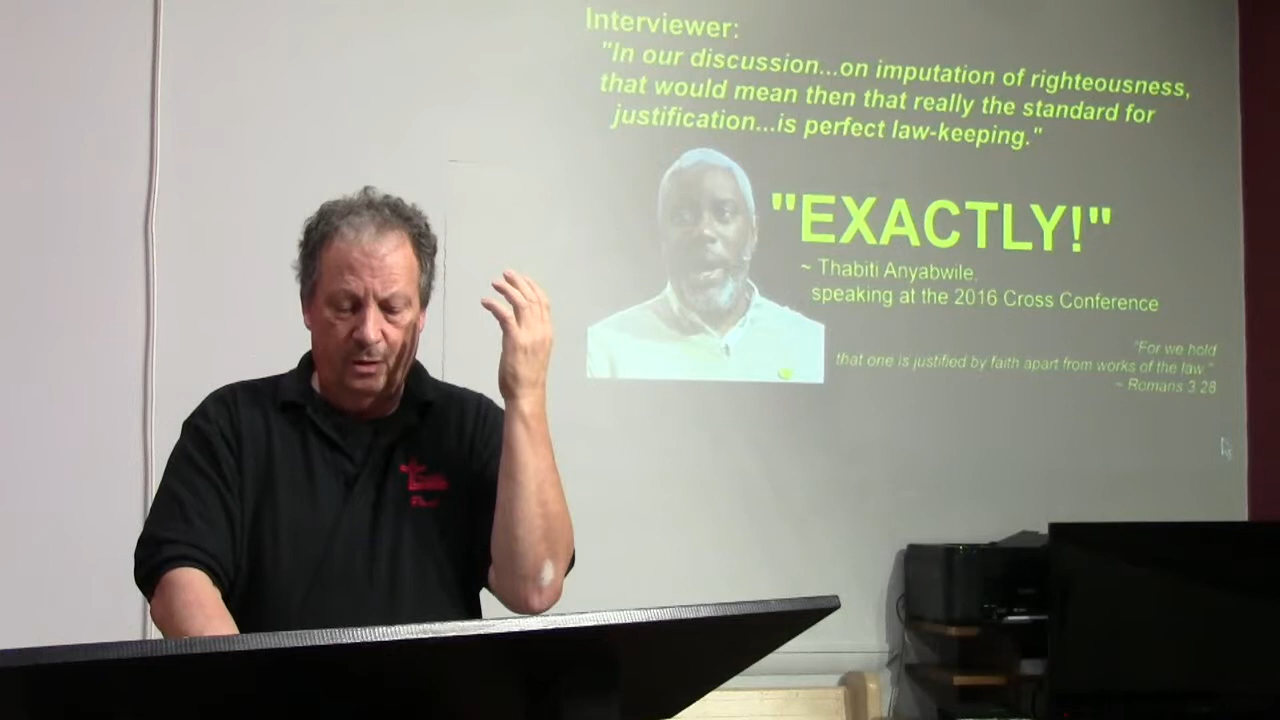 Interviewer:
"In our discussion...on imputation of righteousness,
that would mean then that really the standard for
justification...is perfect law-keeping."
"EXACTLY!"
~ Thabiti Anyabwile,
speaking at the 2016 Cross Conference
"For we hold
that one is justified by faith apart from works of the law."
~ Romans 3:28